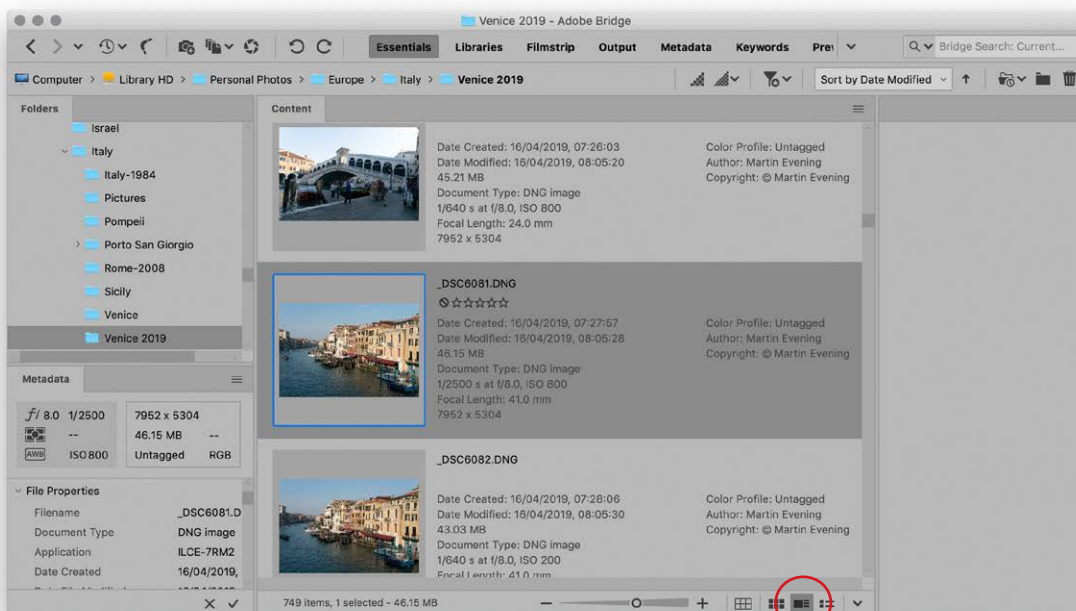 Venice 2019 - Adobe Bridge
Essentials Libraries Filmstrip Output Metadata Keywords
Bridge Search: Current...
Computer > Library HD > Personal Photos > Europe > Italy > Venice 2019
Sort by Date Modified
Folders
Israel
Italy
Italy-1984
Pictures
Pompeii
Porto San Giorgio
Rome-2008
Sicily
Venice
Venice 2019
Metadata
f/ 8.0 1/2500
--
AWB ISO800
7952 x 5304
46.15 MB --
Untagged RGB
File Properties
Filename _DSC6081.D
Document Type DNG image
Application ILCE-7RM2
Date Created 16/04/2019,
Content
Date Created: 16/04/2019, 07:26:03
Date Modified: 16/04/2019, 08:05:20
45.21 MB
Document Type: DNG image
1/640 s at f/8.0, ISO 800
Focal Length: 24.0 mm
7952 x 5304
Color Profile: Untagged
Author: Martin Evening
Copyright: © Martin Evening
_DSC6081.DNG
Date Created: 16/04/2019, 07:27:57
Date Modified: 16/04/2019, 08:05:28
46.15 MB
Document Type: DNG image
1/2500 s at f/8.0, ISO 800
Focal Length: 41.0 mm
7952 x 5304
Color Profile: Untagged
Author: Martin Evening
Copyright: © Martin Evening
_DSC6082.DNG
Date Created: 16/04/2019, 07:28:06
Date Modified: 16/04/2019, 08:05:30
43.03 MB
Document Type: DNG image
1/640 s at f/8.0, ISO 200
Focal Length: 41.0 mm
Color Profile: Untagged
Author: Martin Evening
Copyright: © Martin Evening
749 items, 1 selected - 46.15 MB